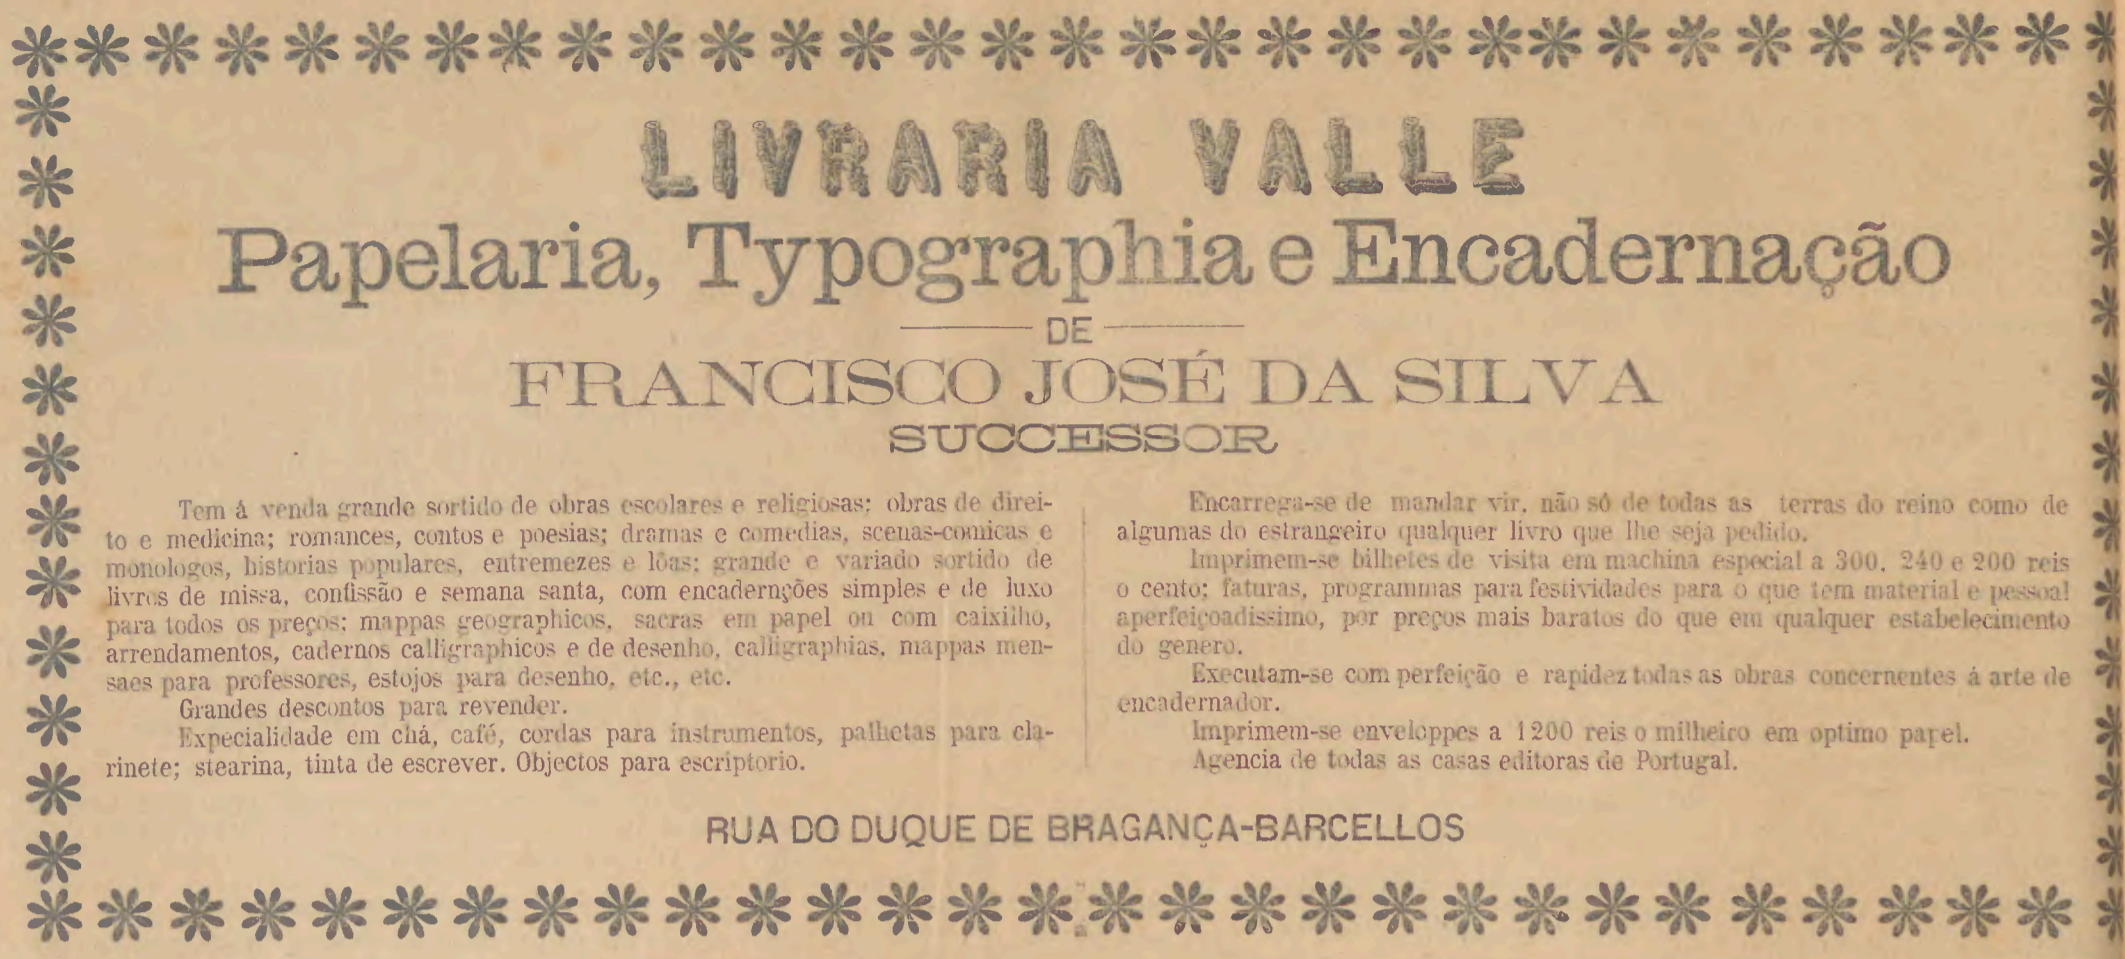 LIVRARIA VALLE
Papelaria, Typographia e Encadernação
DE
FRANCISCO JOSÉ DA SILVA
SUCCESSOR
Tem á venda grande sortido de obras escolares e religiosas; obras de direi-
to e medicina; romances, contos e poesias; dramas e comedias, scenas-comicas e
monologos, historias populares, entremezes e lôas; grande e variado sortido de
livros de missa, confissão e semana santa, com encadernções simples e de luxo
para todos os preços; mappas geographicos, sacras em papel ou com caixilho,
arrendamentos, cadernos calligraphicos e de desenho, calligraphias, mappas men-
saes para professores, estojos para desenho, etc., etc.
Grandes descontos para revender.
Expecialidade em chá, café, cordas para instrumentos, palhetas para cla-
rinete; stearina, tinta de escrever. Objectos para escriptorio.
Encarrega-se de mandar vir, não só de todas as terras do reino como de
algumas do estrangeiro qualquer livro que lhe seja pedido.
Imprimem-se bilhetes de visita em machina especial a 300, 240 e 200 reis
o cento; faturas, programmas para festividades para o que tem material e pessoal
aperfeiçoadissimo, por preços mais baratos do que em qualquer estabelecimento
do genero.
Executam-se com perfeição e rapidez todas as obras concernentes á arte de
encadernador.
Imprimem-se enveloppes a 1200 reis o milheiro em optimo papel.
Agencia de todas as casas editoras de Portugal.
RUA DO DUQUE DE BRAGANÇA-BARCELLOS